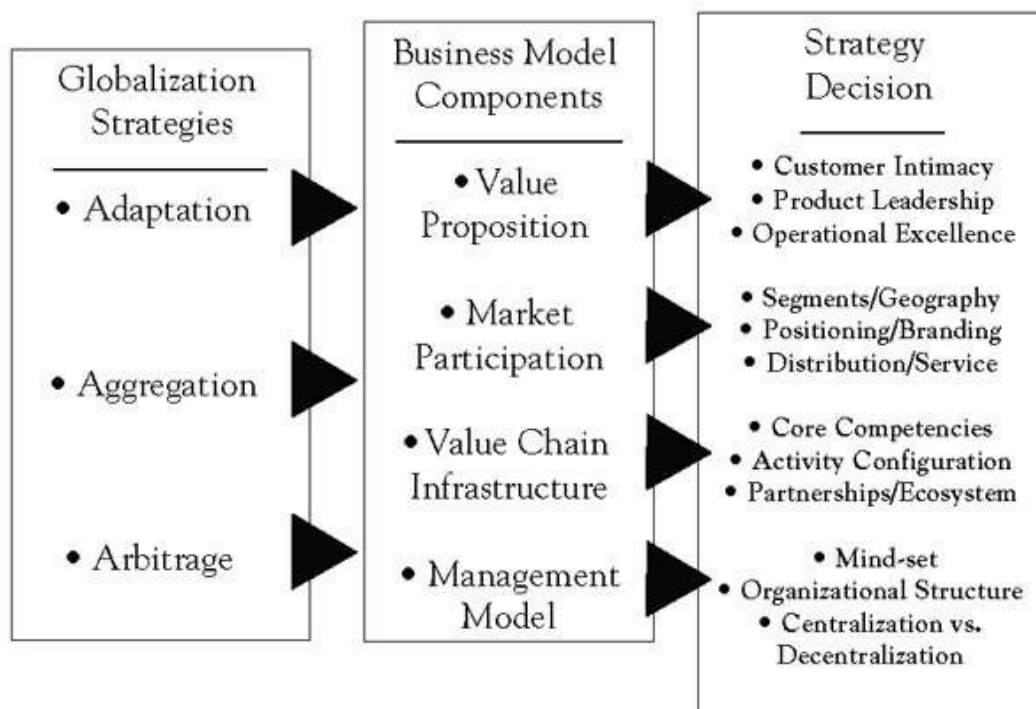 Globalization
Strategies
• Adaptation
• Aggregation
• Arbitrage
Business Model
Components
• Value
Proposition
• Market
Participation
• Value Chain
Infrastructure
• Management
Model
Strategy
Decision
• Customer Intimacy
• Product Leadership
• Operational Excellence
• Segments/Geography
• Positioning/Branding
• Distribution/Service
• Core Competencies
• Activity Configuration
• Partnerships/Ecosystem
• Mind-set
• Organizational Structure
• Centralization vs.
Decentralization